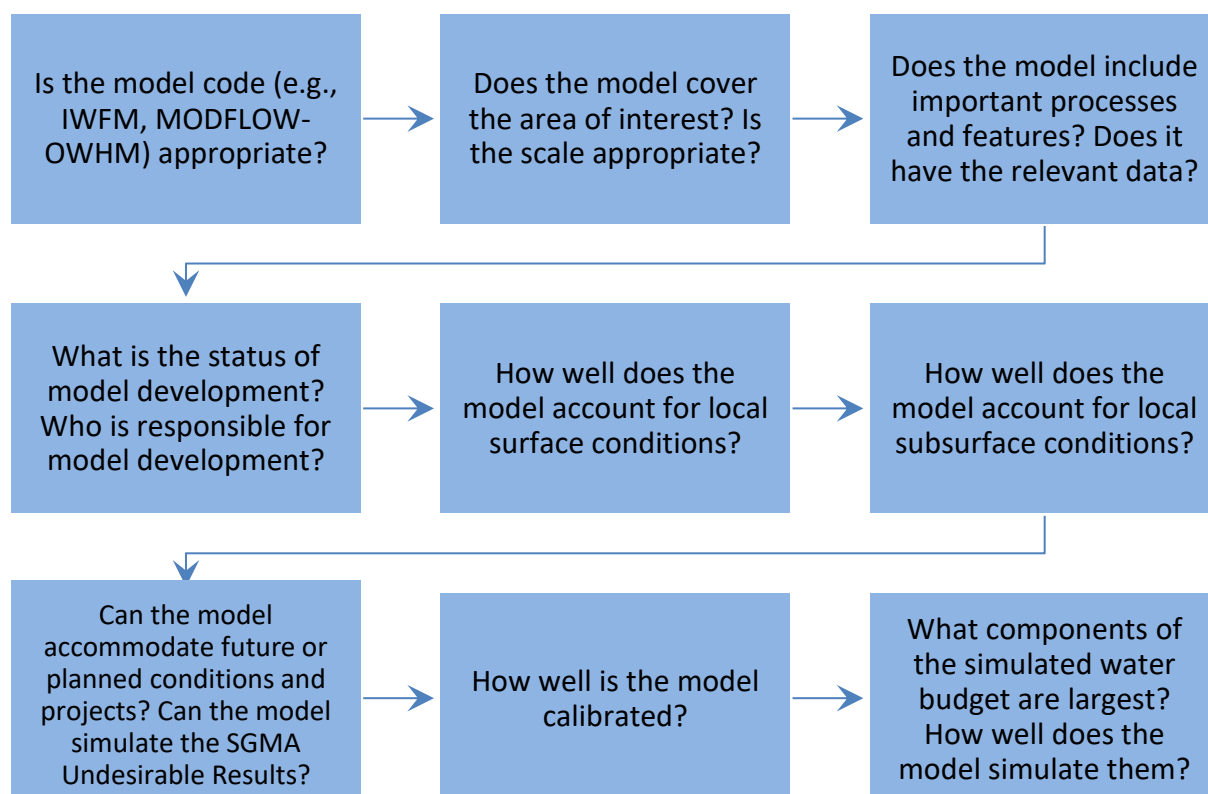 Is the model code (e.g.,
IWFM, MODFLOW-
OWHM) appropriate?
Does the model cover
the area of interest? Is
the scale appropriate?
Does the model include
important processes
and features? Does it
have the relevant data?
What is the status of
model development?
Who is responsible for
model development?
How well does the
model account for local
surface conditions?
How well does the
model account for local
subsurface conditions?
Can the model
accommodate future or
planned conditions and
projects? Can the model
simulate the SGMA
Undesirable Results?
How well is the model
calibrated?
What components of
the simulated water
budget are largest?
How well does the
model simulate them?